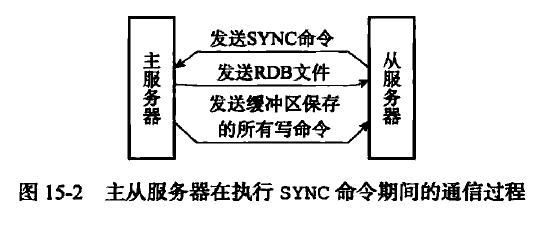 主服务器
从服务器
发送SYNC命令
发送RDB文件
发送缓冲区保存
的所有写命令
图 15-2 主从服务器在执行 SYNC 命令期间的通信过程